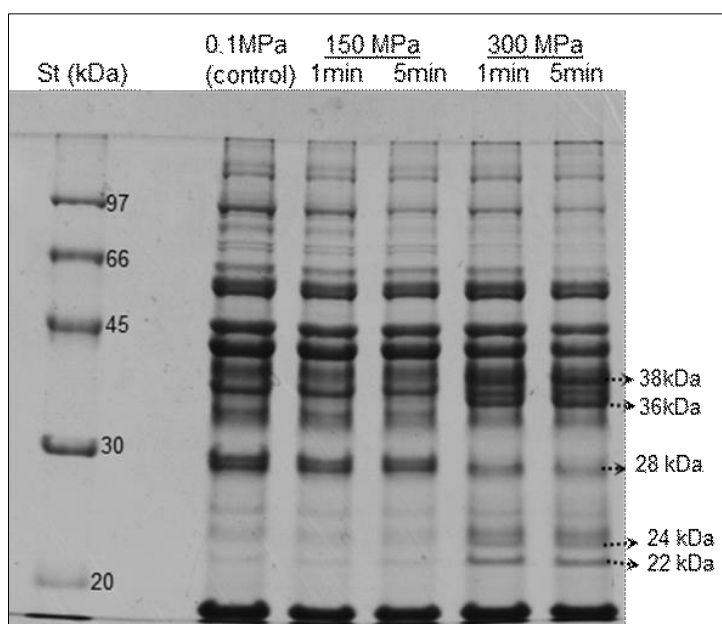 0.1MPa 150 MPa 300 MPa
St (kDa) (control) 1min 5min 1min 5min
97
66
45
38kDa
36kDa
30
28 kDa
24 kDa
22 kDa
20